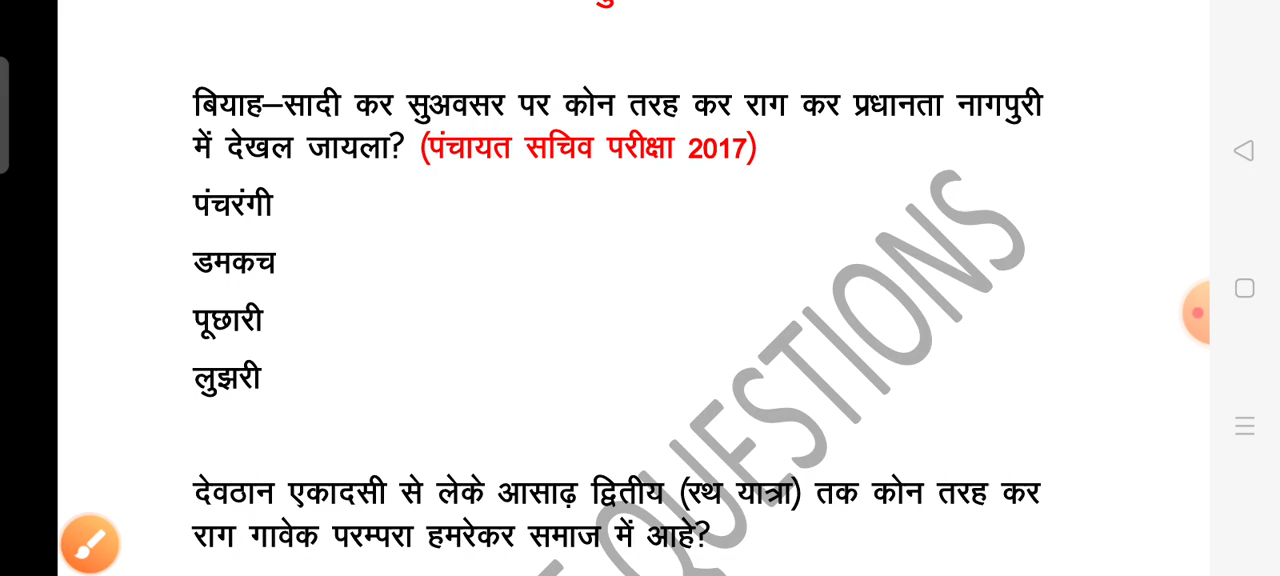 बियाह–सादी कर सुअवसर पर कोन तरह कर राग कर प्रधानता नागपुरी
में देखल जायला? (पंचायत सचिव परीक्षा 2017)
पंचरंगी
डमकच
पूछारी
लुझरी
देवठान एकादसी से लेके आसाढ़ द्वितीय (रथ यात्रा) तक कोन तरह कर
राग गावेक परम्परा हमरेकर समाज में आहे?
QUESTIONS